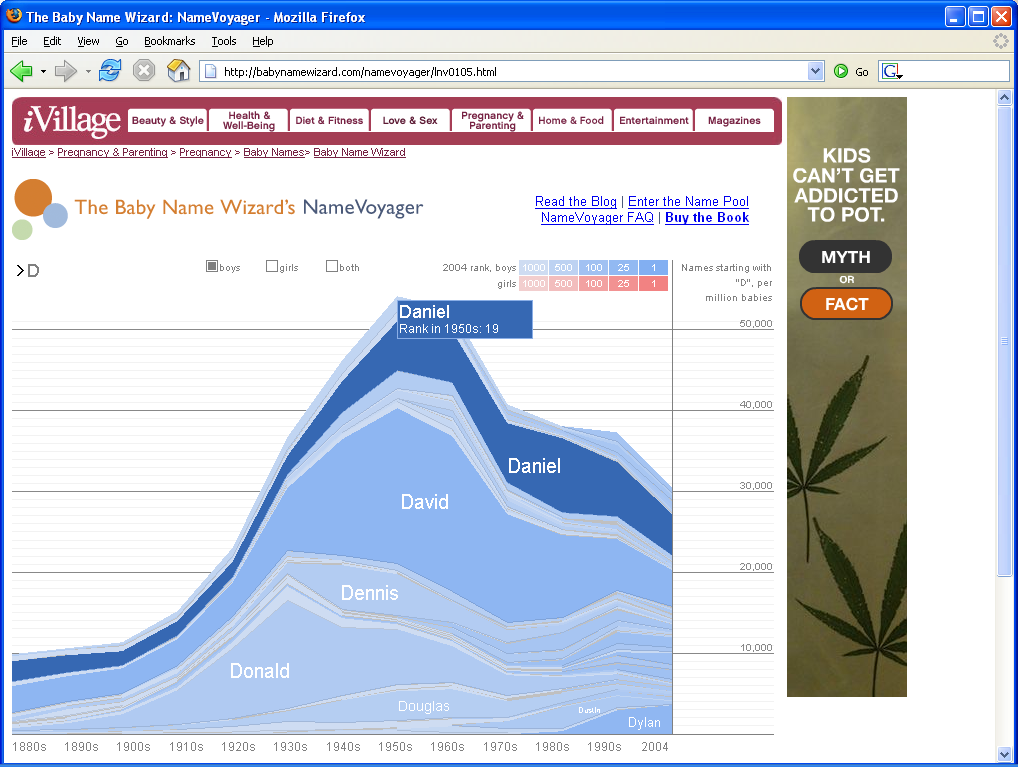 The Baby Name Wizard: NameVoyager - Mozilla Firefox
File Edit View Go Bookmarks Tools Help
http://babynamewizard.com/namevoyager/lnv0105.html Go G
iVillage
Beauty & Style
Health & Well-Being
Diet & Fitness
Love & Sex
Pregnancy & Parenting
Home & Food
Entertainment
Magazines
iVillage > Pregnancy & Parenting > Pregnancy > Baby Names> Baby Name Wizard
The Baby Name Wizard's NameVoyager
Read the Blog | Enter the Name Pool
NameVoyager FAQ | Buy the Book
>D
boys girls both
2004 rank, boys 1000 500 100 25 1
girls 1000 500 100 25 1
Names starting with
"D", per
million babies
Daniel
Rank in 1950s: 19
50,000
40,000
30,000
20,000
10,000
Daniel
David
Dennis
Donald
Douglas
Dustin
Dylan
1880s 1890s 1900s 1910s 1920s 1930s 1940s 1950s 1960s 1970s 1980s 1990s 2004
KIDS
CAN'T GET
ADDICTED
TO POT.
MYTH
OR
FACT